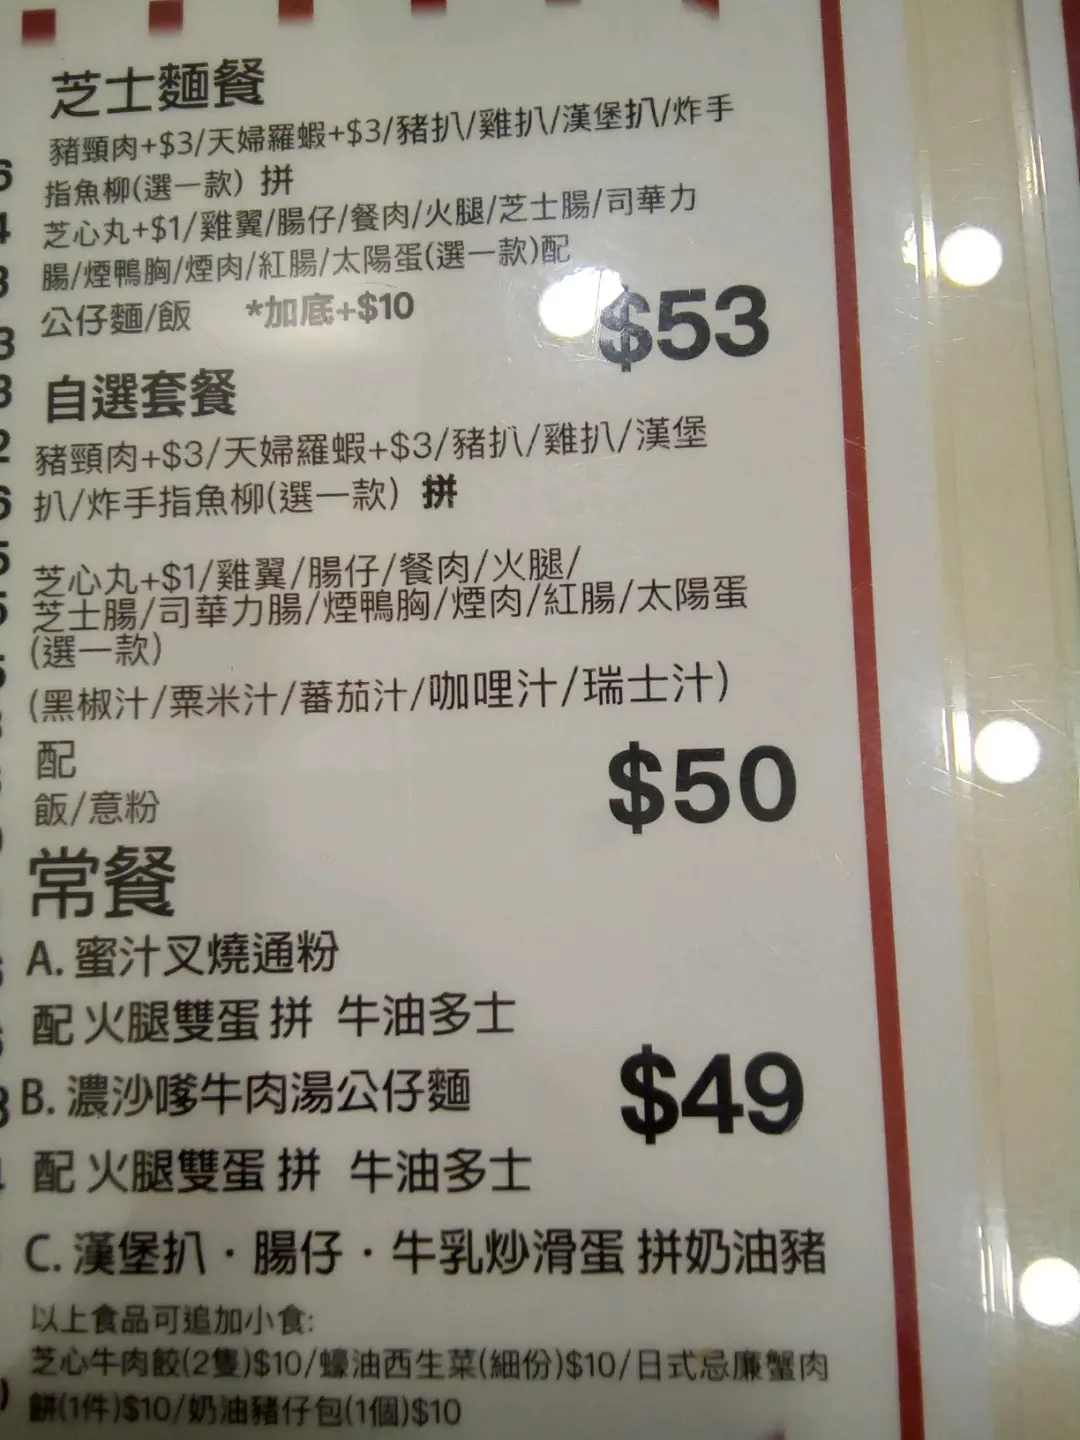 芝士麵餐
豬頸肉+$3/天婦羅蝦+$3/豬扒/雞扒/漢堡扒/炸手
指魚柳(選一款) 拼
芝心丸+$1/雞翼/腸仔/餐肉/火腿/芝士腸/司華力
腸/煙鴨胸/煙肉/紅腸/太陽蛋(選一款)配
公仔麵/飯 *加底+$10
$53
自選套餐
豬頸肉+$3/天婦羅蝦+$3/豬扒/雞扒/漢堡
扒/炸手指魚柳(選一款) 拼
芝心丸+$1/雞翼/腸仔/餐肉/火腿/
芝士腸/司華力腸/煙鴨胸/煙肉/紅腸/太陽蛋
(選一款)
(黑椒汁/粟米汁/蕃茄汁/咖哩汁/瑞士汁)
配
飯/意粉
$50
常餐
A. 蜜汁叉燒通粉
配 火腿雙蛋 拼 牛油多士
B. 濃沙嗲牛肉湯公仔麵
$49
配 火腿雙蛋 拼 牛油多士
C. 漢堡扒·腸仔·牛乳炒滑蛋 拼奶油豬
以上食品可追加小食:
芝心牛肉餃(2隻)$10/蠔油西生菜(細份)$10/日式忌廉蟹肉
餅(1件)$10/奶油豬仔包(1個)$10